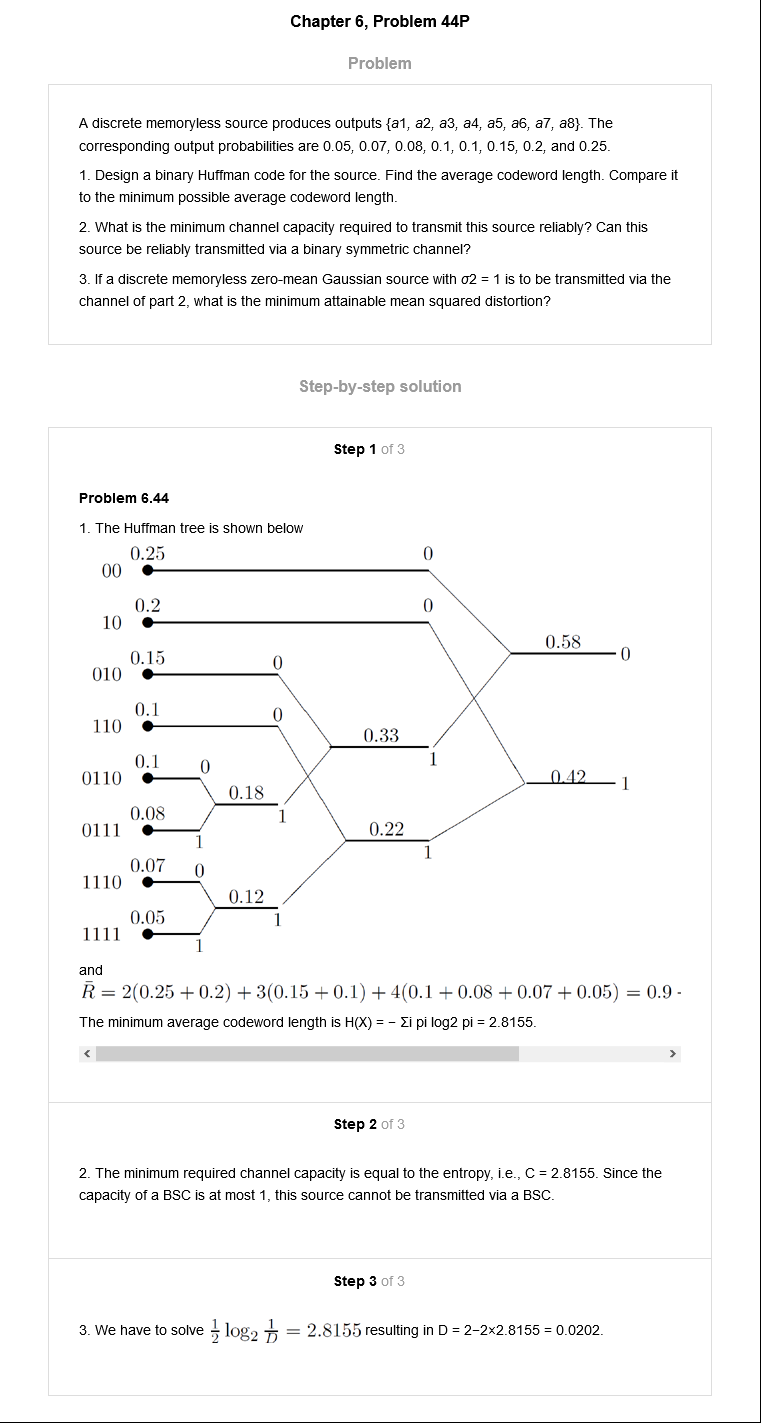 Chapter 6, Problem 44P
Problem
A discrete memoryless source produces outputs {a1, a2, a3, a4, a5, a6, a7, a8}. The
corresponding output probabilities are 0.05, 0.07, 0.08, 0.1, 0.1, 0.15, 0.2, and 0.25.
1. Design a binary Huffman code for the source. Find the average codeword length. Compare it
to the minimum possible average codeword length.
2. What is the minimum channel capacity required to transmit this source reliably? Can this
source be reliably transmitted via a binary symmetric channel?
3. If a discrete memoryless zero-mean Gaussian source with σ2 = 1 is to be transmitted via the
channel of part 2, what is the minimum attainable mean squared distortion?
Step-by-step solution
Step 1 of 3
Problem 6.44
1. The Huffman tree is shown below
0.25 0
00
0.2 0
10
0.58 0
0.15 0
010
0.1 0
110
0.33
1
0.1 0
0110
0.42 1
0.18
1
0.08
0111
1
0.22
1
0.07 0
1110
0.12
1
0.05
1111
1
and
R̄ = 2(0.25 + 0.2) + 3(0.15 + 0.1) + 4(0.1 + 0.08 + 0.07 + 0.05) = 0.9 ·
The minimum average codeword length is H(X) = − Σi pi log2 pi = 2.8155.
Step 2 of 3
2. The minimum required channel capacity is equal to the entropy, i.e., C = 2.8155. Since the
capacity of a BSC is at most 1, this source cannot be transmitted via a BSC.
Step 3 of 3
3. We have to solve 1/2 log2 1/D = 2.8155 resulting in D = 2−2×2.8155 = 0.0202.